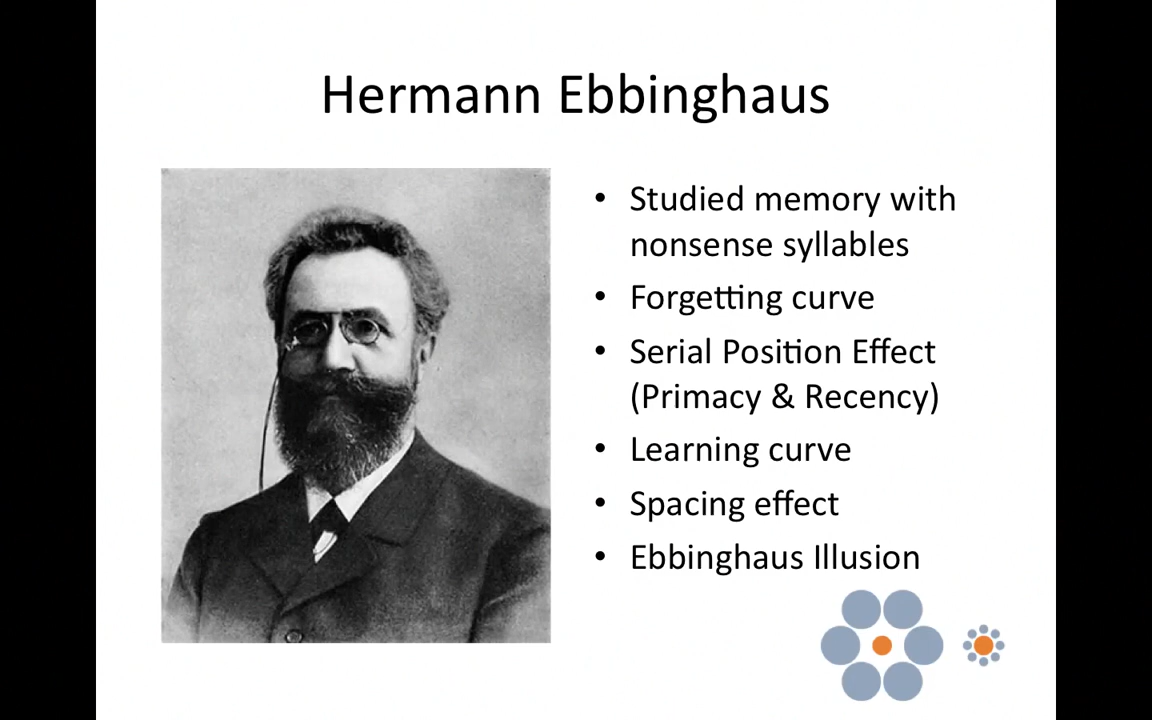 Hermann Ebbinghaus
• Studied memory with
nonsense syllables
• Forgetting curve
• Serial Position Effect
(Primacy & Recency)
• Learning curve
• Spacing effect
• Ebbinghaus Illusion